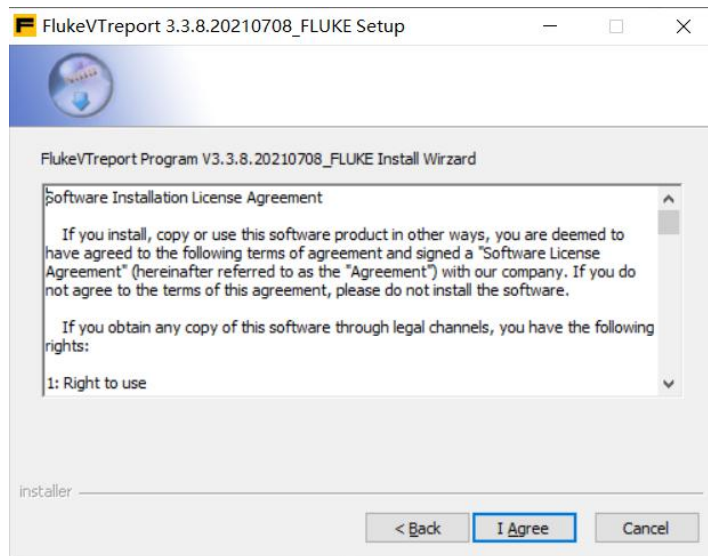 FlukeVTreport 3.3.8.20210708_FLUKE Setup
FlukeVTreport Program V3.3.8.20210708_FLUKE Install Wirzard
Software Installation License Agreement
If you install, copy or use this software product in other ways, you are deemed to
have agreed to the following terms of agreement and signed a "Software License
Agreement" (hereinafter referred to as the "Agreement") with our company. If you do
not agree to the terms of this agreement, please do not install the software.
If you obtain any copy of this software through legal channels, you have the following
rights:
1: Right to use
installer
< Back I Agree Cancel